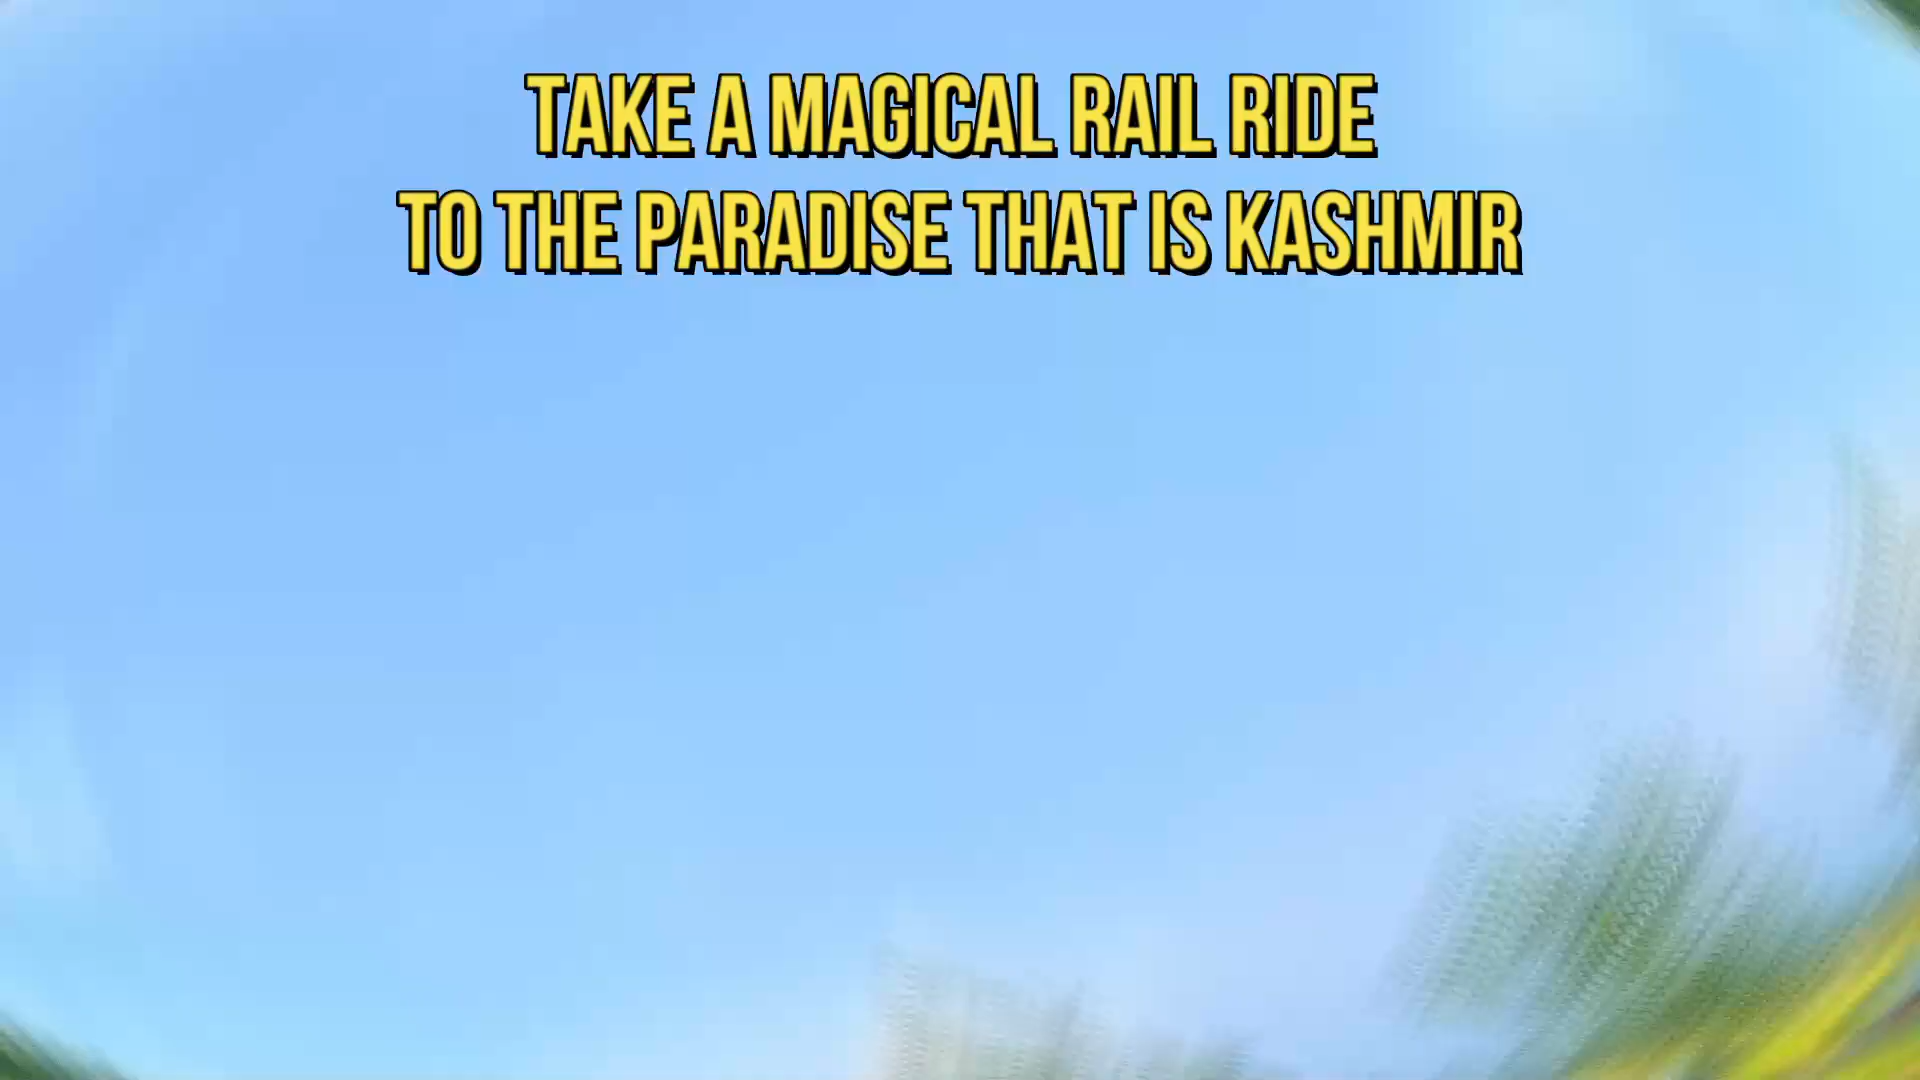 TAKE A MAGICAL RAIL RIDE
TO THE PARADISE THAT IS KASHMIR